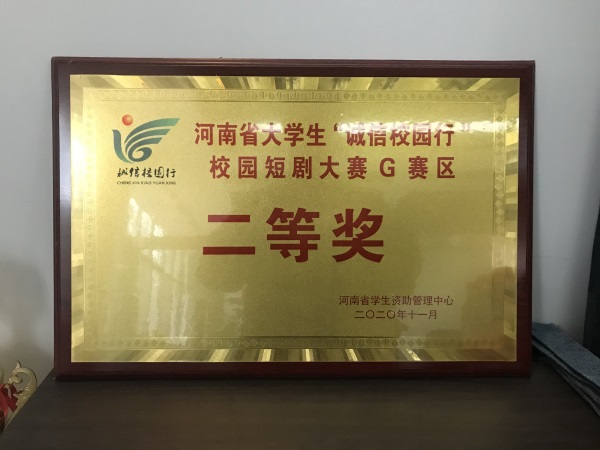 河南省大学生“诚信校园行”
校园短剧大赛 G 赛区
诚信校园行
CHENG XIN XIAO YUAN XING
二等奖
河南省学生资助管理中心
二〇二〇年十一月